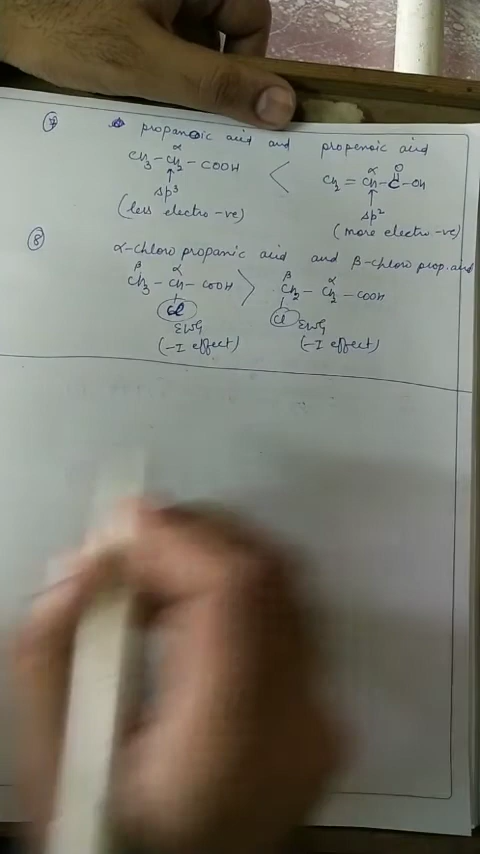 ⑦ propanoic acid and propenoic acid
CH3 - CH2 - COOH < CH2 = CH - C - OH
α α O
sp3 sp2
(less electro -ve) (more electro -ve)
⑧ α-chloro propanic acid and β-chloro prop. acid
β α β α
CH3 - CH - COOH > CH2 - CH2 - COOH
Cl Cl
EWG EWG
(-I effect) (-I effect)